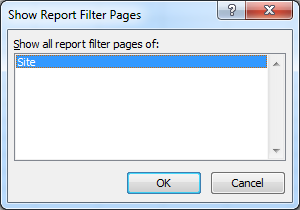 Show Report Filter Pages
Show all report filter pages of:
Site
OK
Cancel